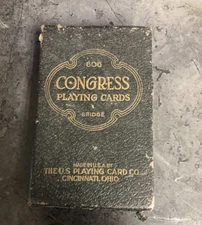 606
CONGRESS
PLAYING CARDS
BRIDGE
MADE IN U.S.A. BY
THE U.S. PLAYING CARD CO.
CINCINNATI, OHIO